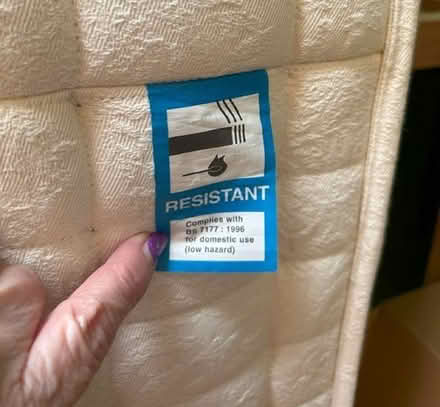 RESISTANT
Complies with
BS 7177 : 1996
for domestic use
(low hazard)